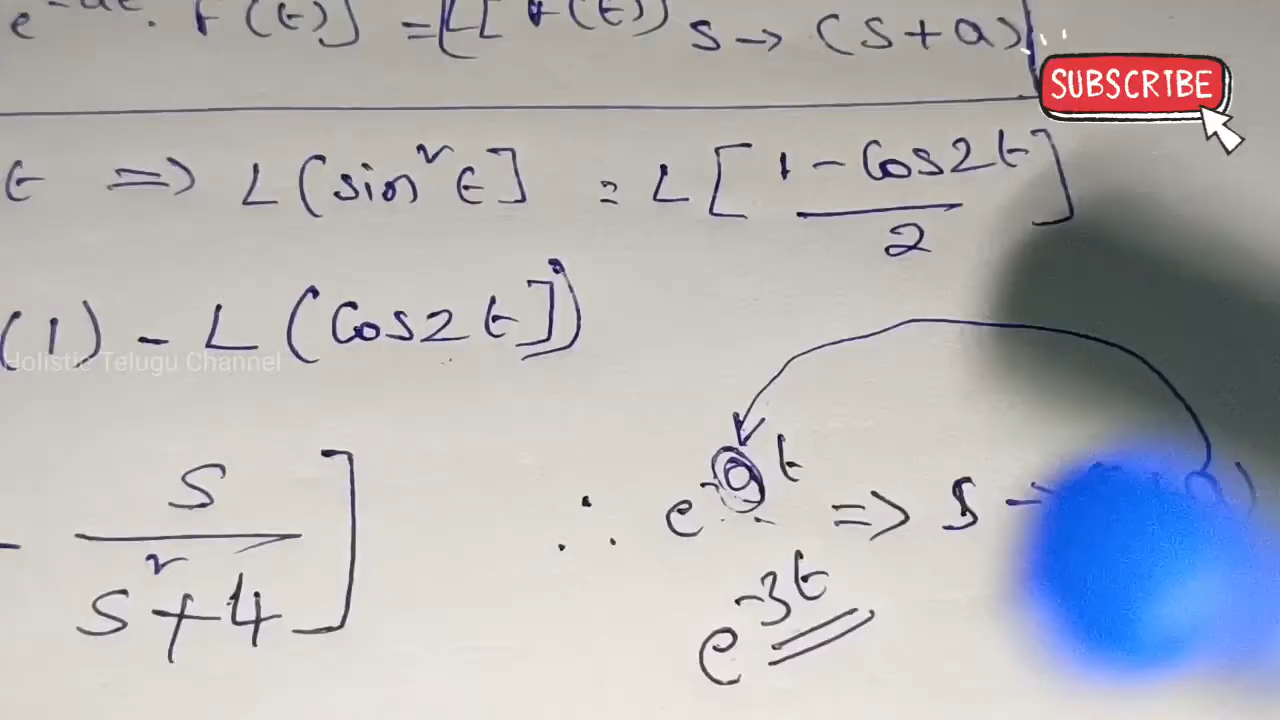 e^-at. F(t)] = L[F(t)] s → (s+a)
SUBSCRIBE
t ⇒ L[sin²t] = L[(1 - Cos2t)/2]
(1) - L(Cos2t])
Holistic Telugu Channel
- s/(s²+4)]
∴ e^-at ⇒ s →
e^-3t